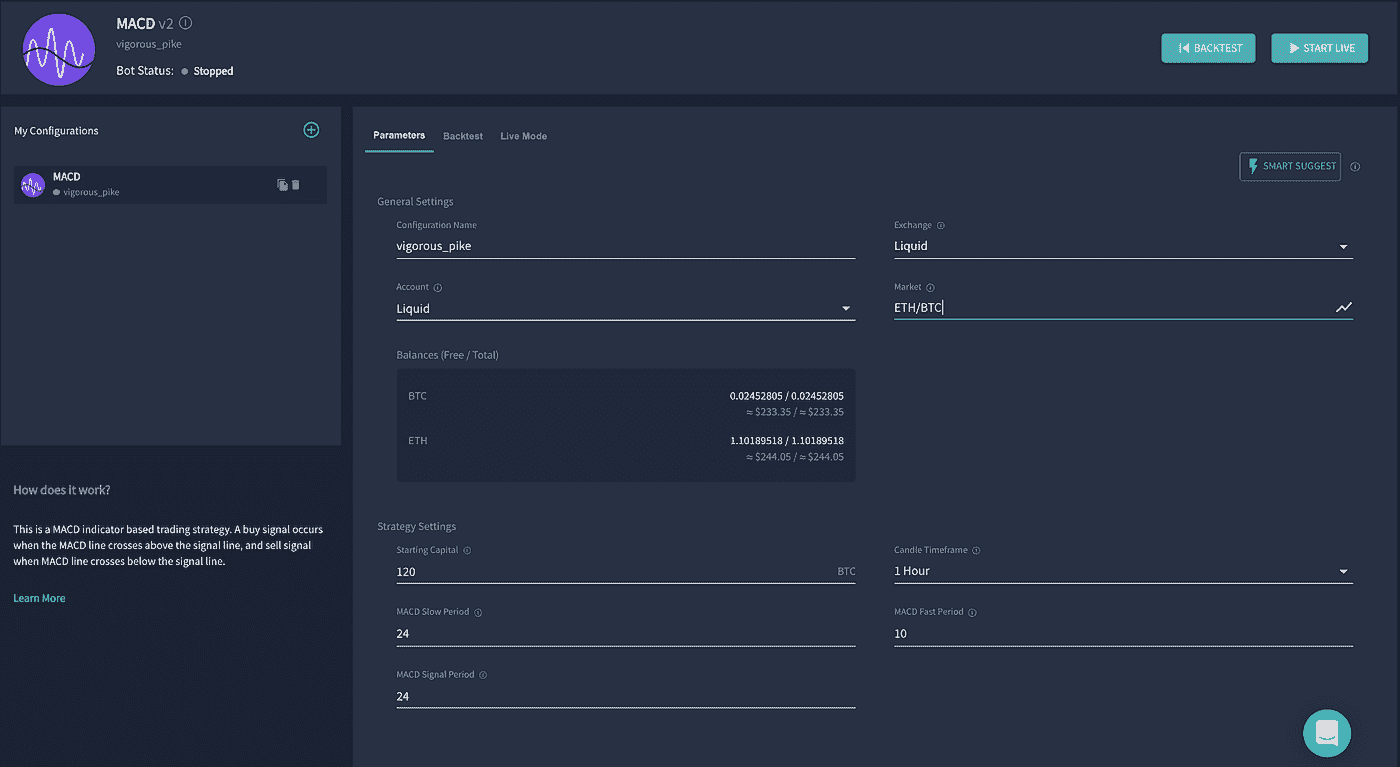 MACD v2
vigorous_pike
Bot Status: Stopped
BACKTEST
START LIVE
My Configurations
MACD
vigorous_pike
How does it work?
This is a MACD indicator based trading strategy. A buy signal occurs
when the MACD line crosses above the signal line, and sell signal
when MACD line crosses below the signal line.
Learn More
Parameters Backtest Live Mode
SMART SUGGEST
General Settings
Configuration Name
vigorous_pike
Exchange
Liquid
Account
Liquid
Market
ETH/BTC
Balances (Free / Total)
BTC 0.02452805 / 0.02452805
≈ $233.35 / ≈ $233.35
ETH 1.10189518 / 1.10189518
≈ $244.05 / ≈ $244.05
Strategy Settings
Starting Capital
120 BTC
Candle Timeframe
1 Hour
MACD Slow Period
24
MACD Fast Period
10
MACD Signal Period
24